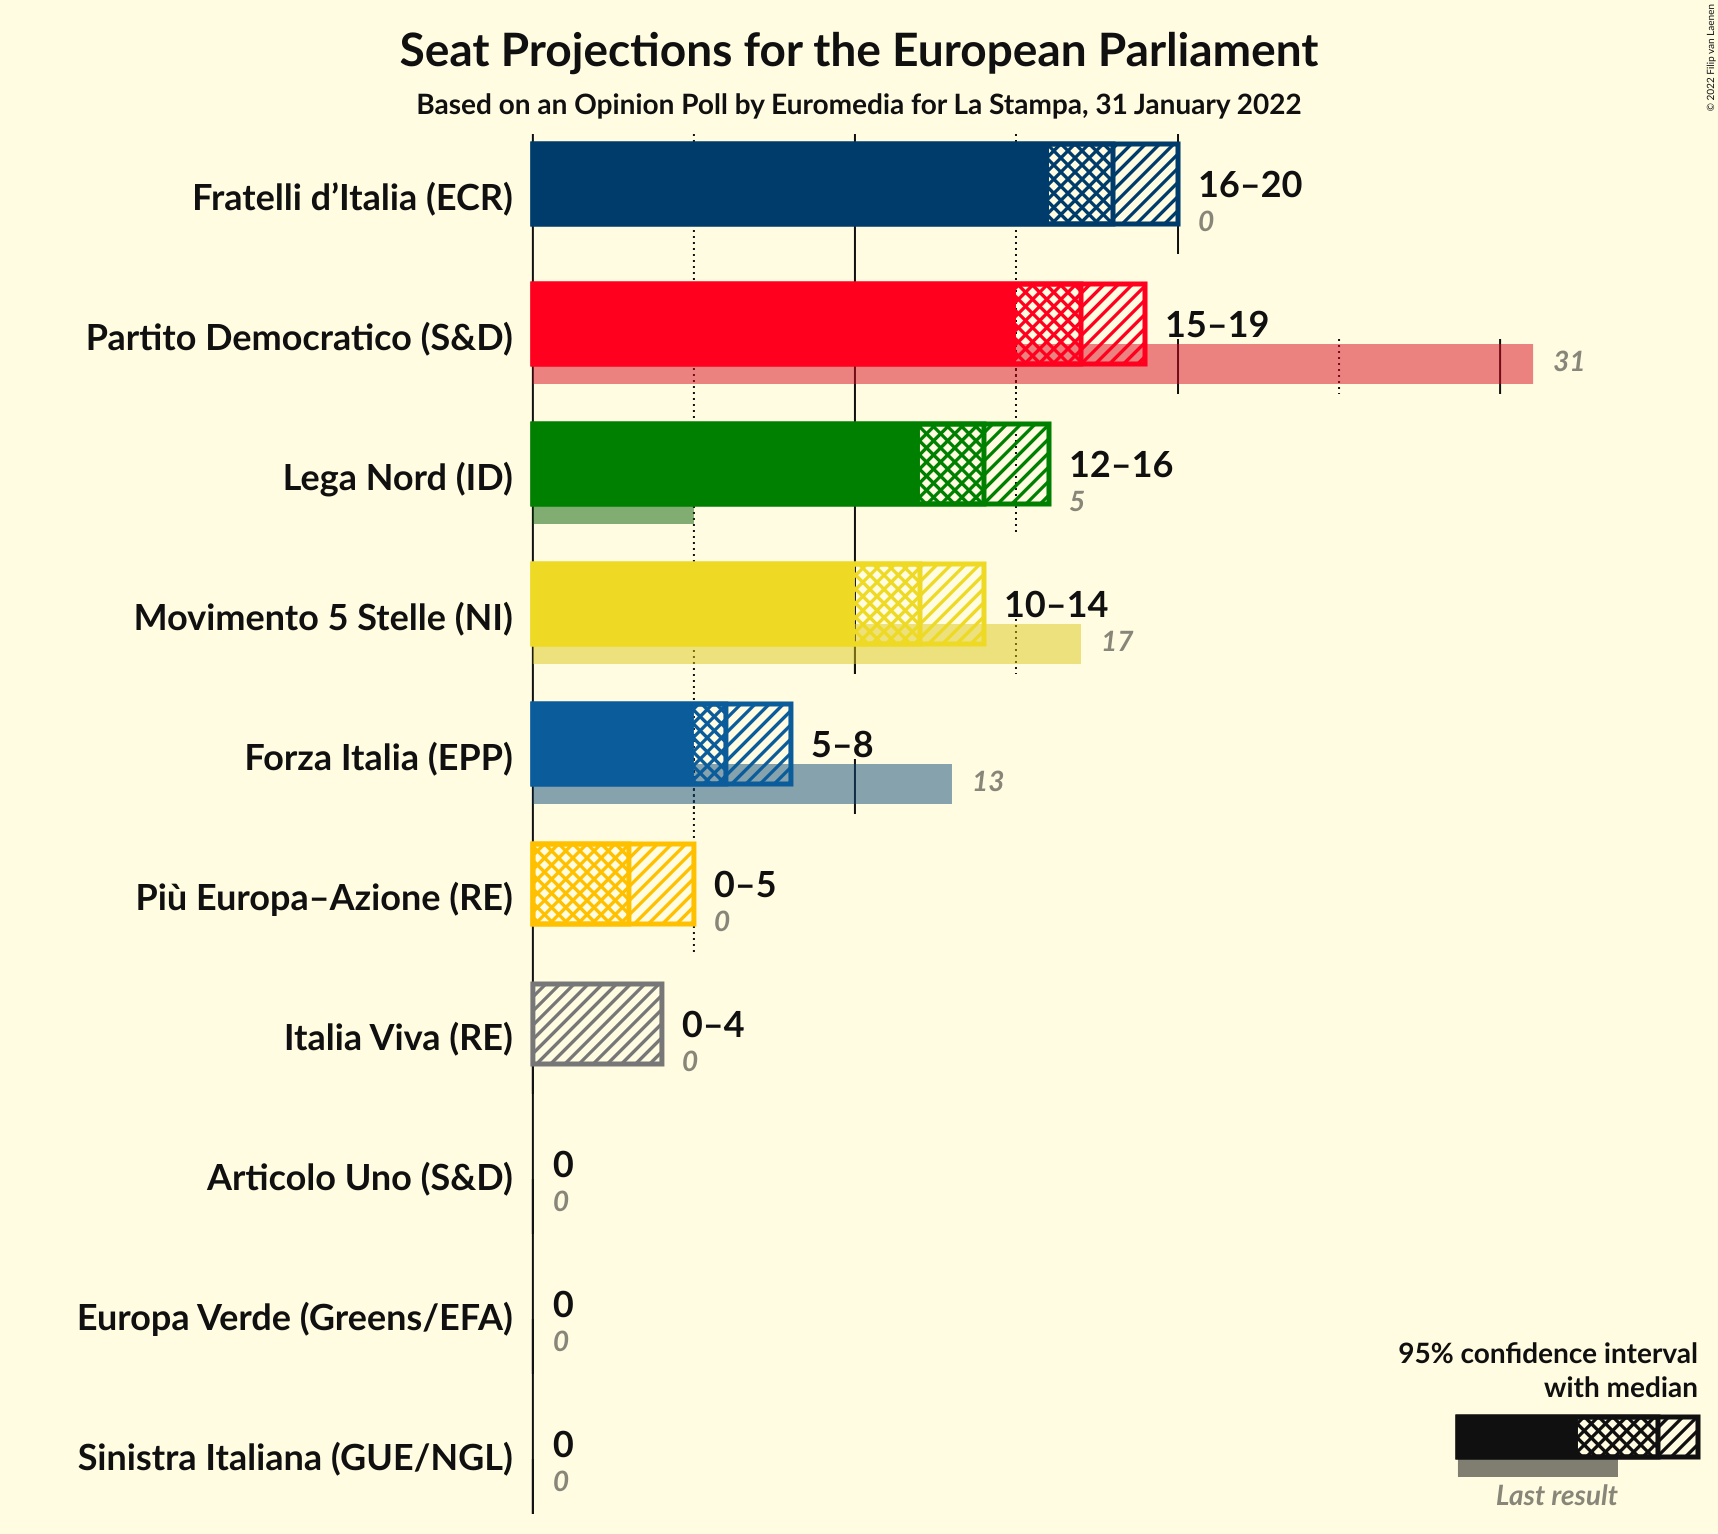 Seat Projections for the European Parliament
Based on an Opinion Poll by Euromedia for La Stampa, 31 January 2022
© 2022 Filip van Laenen
Fratelli d’Italia (ECR)
16–20
0
Partito Democratico (S&D)
15–19
31
Lega Nord (ID)
12–16
5
Movimento 5 Stelle (NI)
10–14
17
Forza Italia (EPP)
5–8
13
Più Europa–Azione (RE)
0–5
0
Italia Viva (RE)
0–4
0
Articolo Uno (S&D)
0
0
Europa Verde (Greens/EFA)
0
0
Sinistra Italiana (GUE/NGL)
0
0
95% confidence interval
with median
Last result